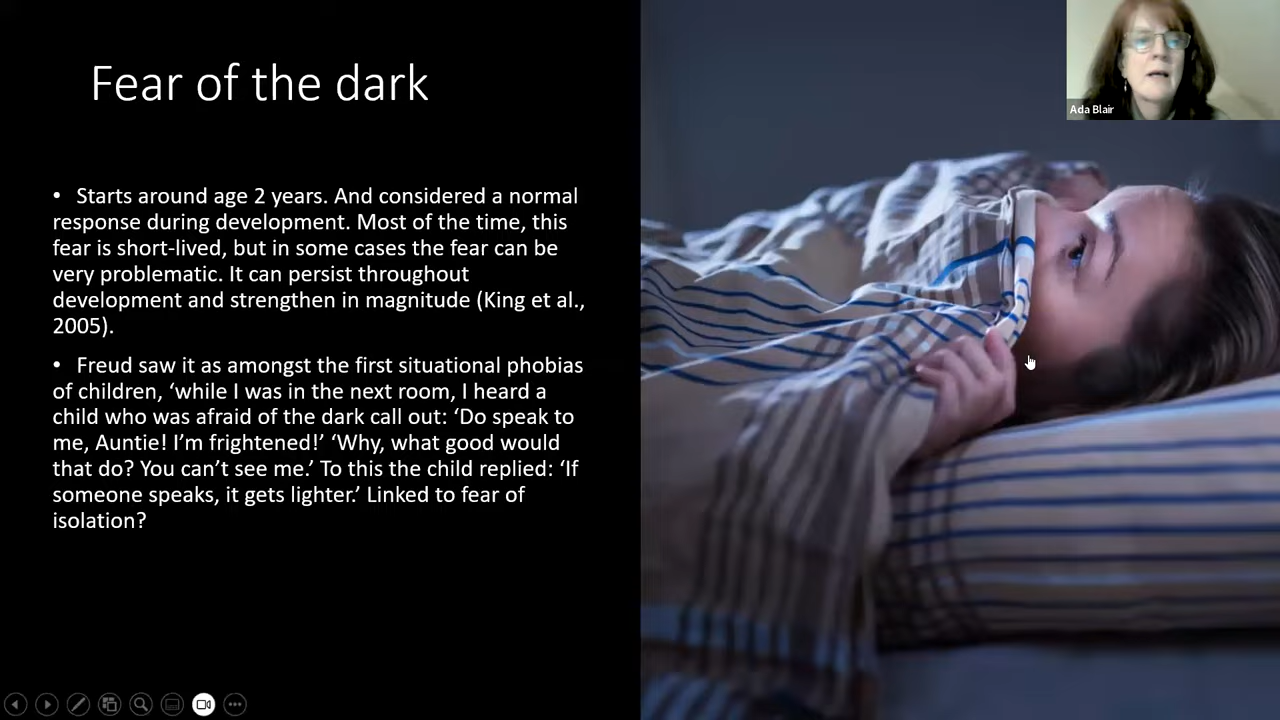 Fear of the dark
Ada Blair
• Starts around age 2 years. And considered a normal
response during development. Most of the time, this
fear is short-lived, but in some cases the fear can be
very problematic. It can persist throughout
development and strengthen in magnitude (King et al.,
2005).
• Freud saw it as amongst the first situational phobias
of children, ‘while I was in the next room, I heard a
child who was afraid of the dark call out: ‘Do speak to
me, Auntie! I’m frightened!’ ‘Why, what good would
that do? You can’t see me.’ To this the child replied: ‘If
someone speaks, it gets lighter.’ Linked to fear of
isolation?